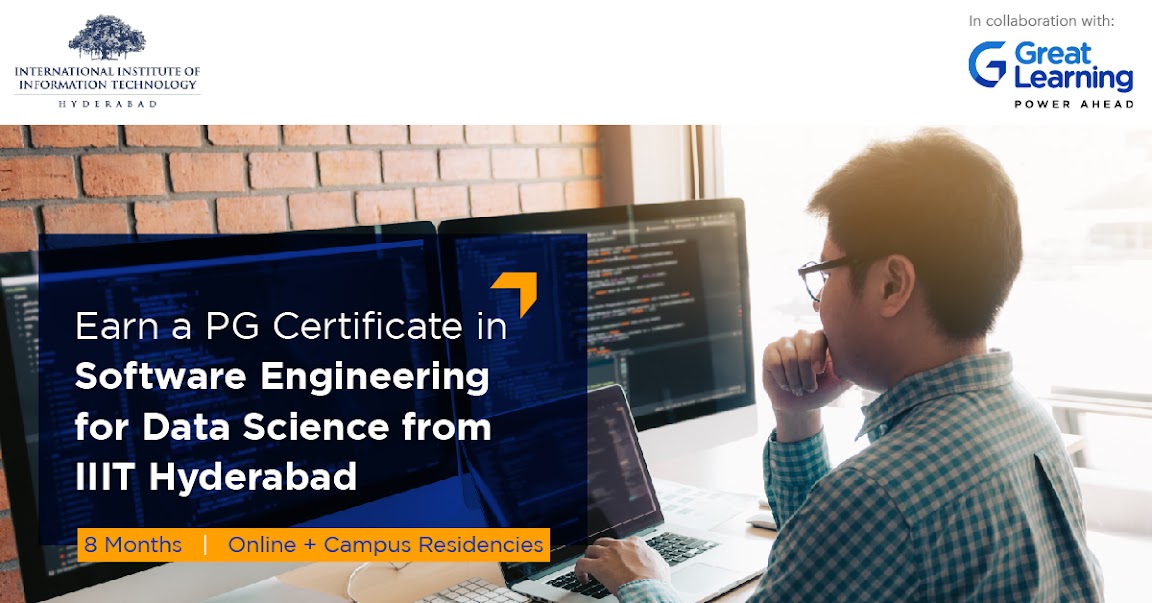 INTERNATIONAL INSTITUTE OF
INFORMATION TECHNOLOGY
HYDERABAD
In collaboration with:
Great
Learning
POWER AHEAD
Earn a PG Certificate in
Software Engineering
for Data Science from
IIIT Hyderabad
8 Months | Online + Campus Residencies